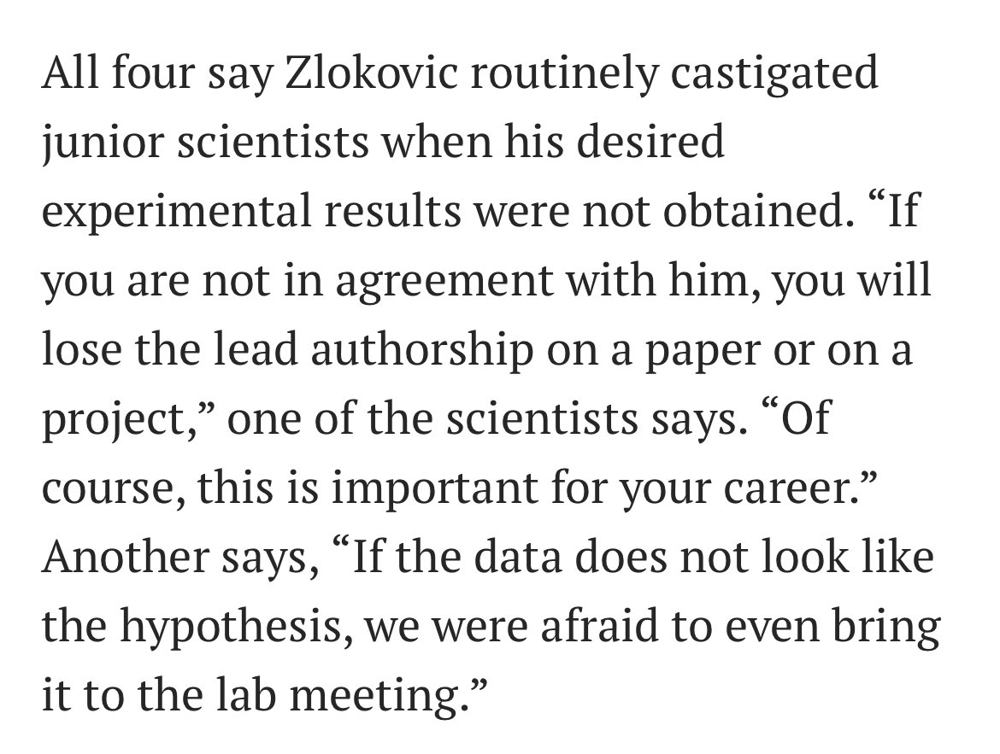 All four say Zlokovic routinely castigated
junior scientists when his desired
experimental results were not obtained. “If
you are not in agreement with him, you will
lose the lead authorship on a paper or on a
project,” one of the scientists says. “Of
course, this is important for your career.”
Another says, “If the data does not look like
the hypothesis, we were afraid to even bring
it to the lab meeting.”